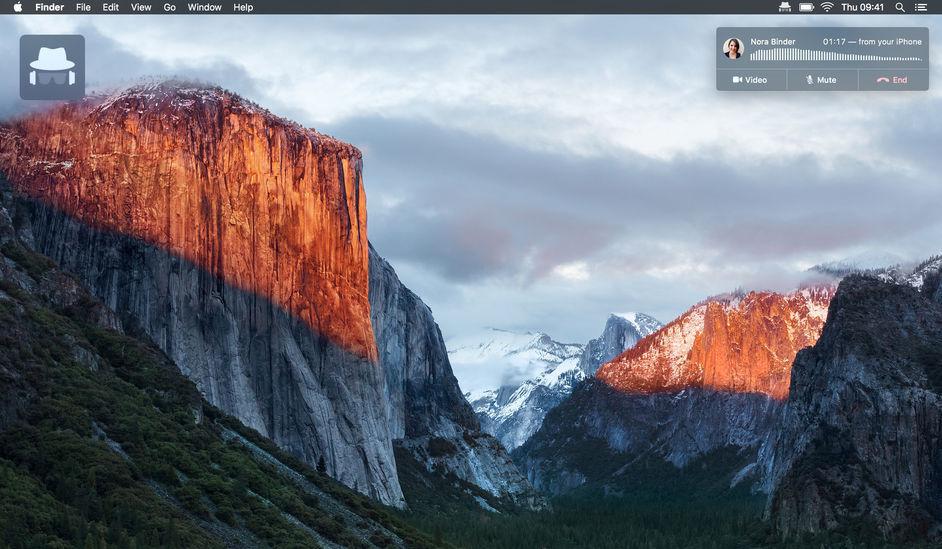 Finder File Edit View Go Window Help Thu 09:41
Nora Binder 01:17 — from your iPhone
Video Mute End